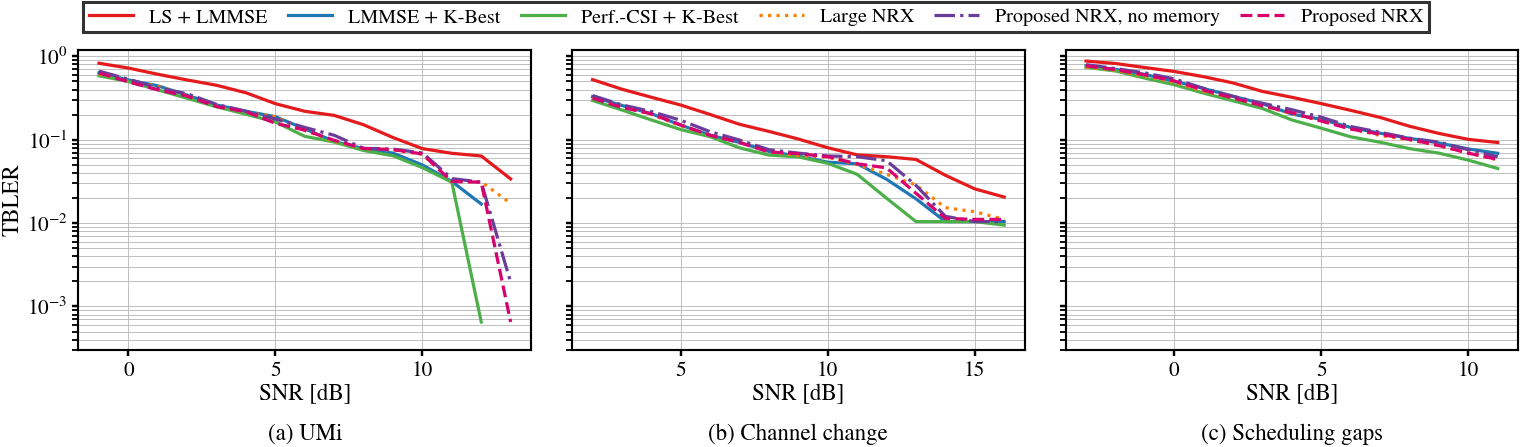 LS + LMMSE LMMSE + K-Best Perf.-CSI + K-Best Large NRX Proposed NRX, no memory Proposed NRX
TBLER
10⁰
10⁻¹
10⁻²
10⁻³
0 5 10
5 10 15
0 5 10
SNR [dB] SNR [dB] SNR [dB]
(a) UMi (b) Channel change (c) Scheduling gaps